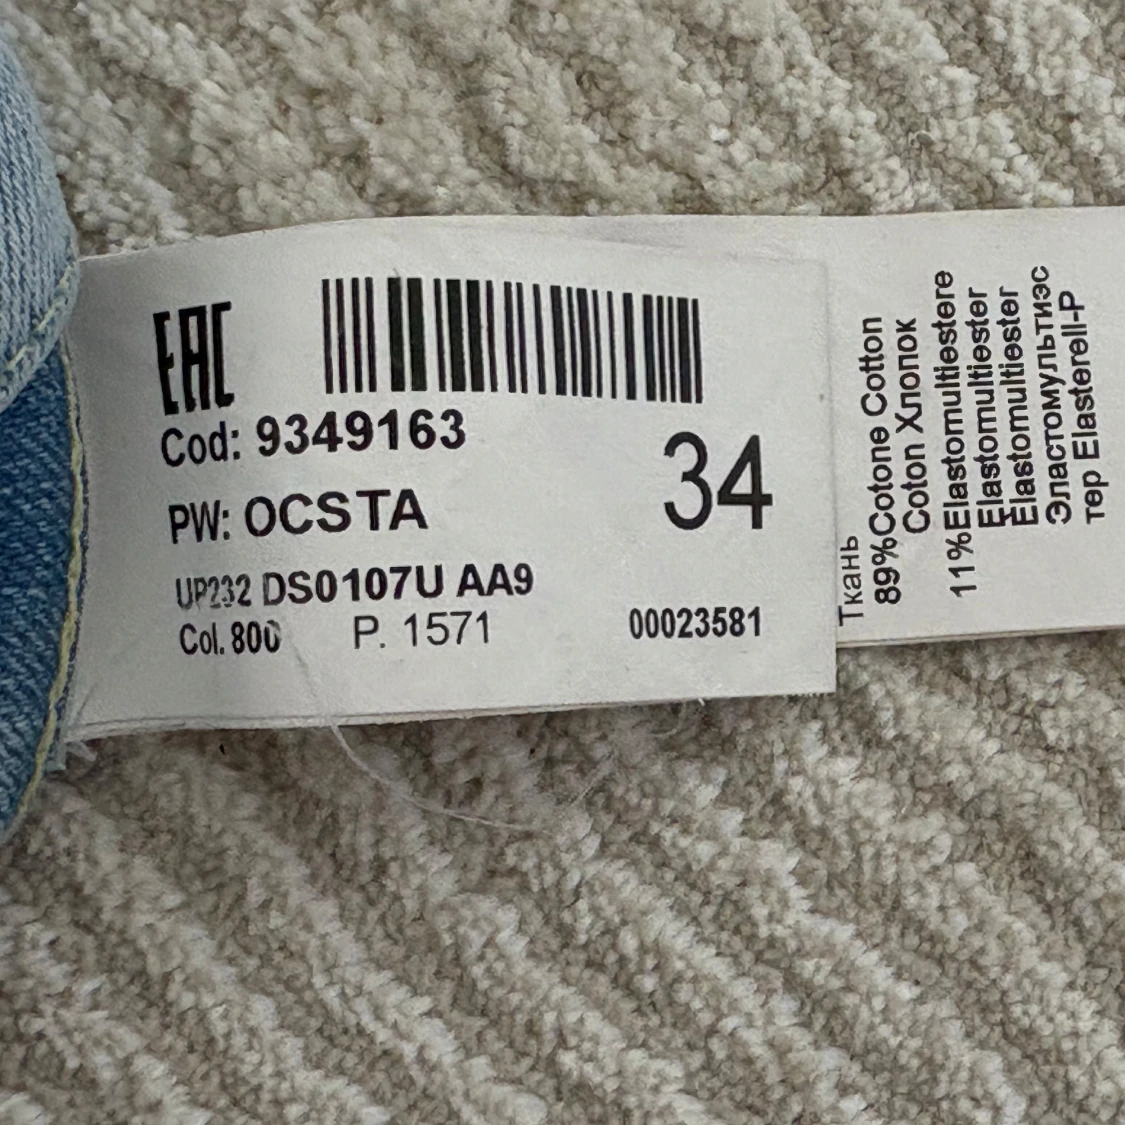 EAC
Cod: 9349163
34
PW: OCSTA
UP232 DS0107U AA9
Col. 800 P. 1571 00023581
Ткань
89%Cotone Cotton
Coton Хлопок
11%Elastomultiestere
Elastomultiester
Elastomultiester
Эластомультиэс
тер Elasterell-P